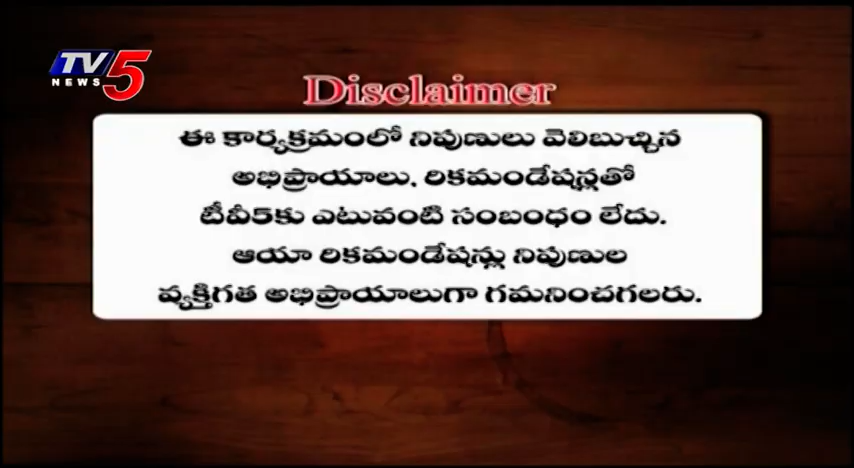 TV5
NEWS
Disclaimer
ఈ కార్యక్రమంలో నిపుణులు వెలిబుచ్చిన
అభిప్రాయాలు, రికమండేషన్లతో
టీవీ5కు ఎటువంటి సంబంధం లేదు.
ఆయా రికమండేషన్లు నిపుణుల
వ్యక్తిగత అభిప్రాయాలుగా గమనించగలరు.